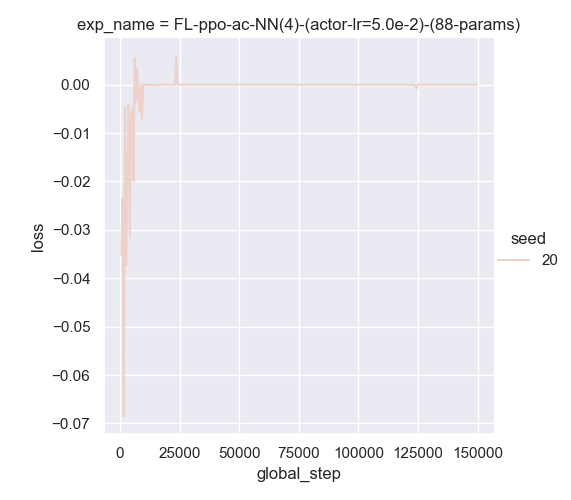 exp_name = FL-ppo-ac-NN(4)-(actor-lr=5.0e-2)-(88-params)
0.00
−0.01
−0.02
−0.03
−0.04
−0.05
−0.06
−0.07
loss
0 25000 50000 75000 100000 125000 150000
global_step
seed
20